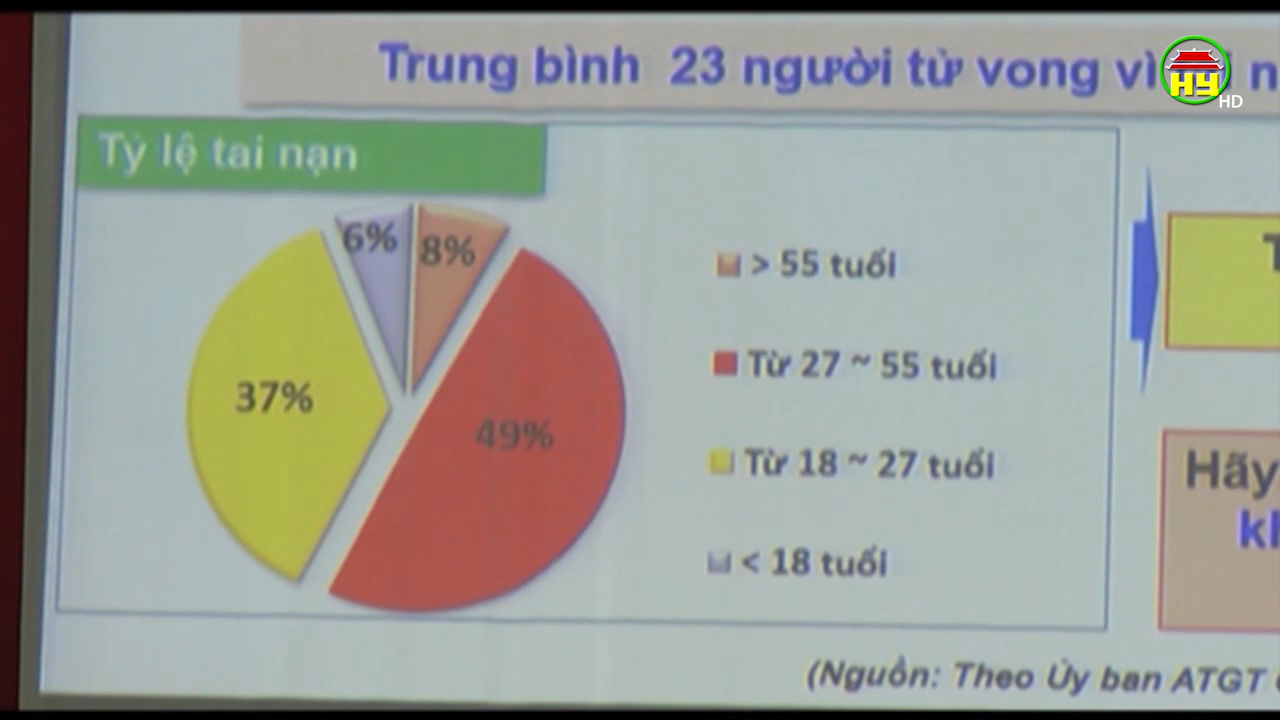 Trung bình 23 người từ vong vì
HY
HD
Tỷ lệ tai nạn
6%
8%
37%
49%
> 55 tuổi
Từ 27 ~ 55 tuổi
Từ 18 ~ 27 tuổi
< 18 tuổi
Hãy
(Nguồn: Theo Ủy ban ATGT